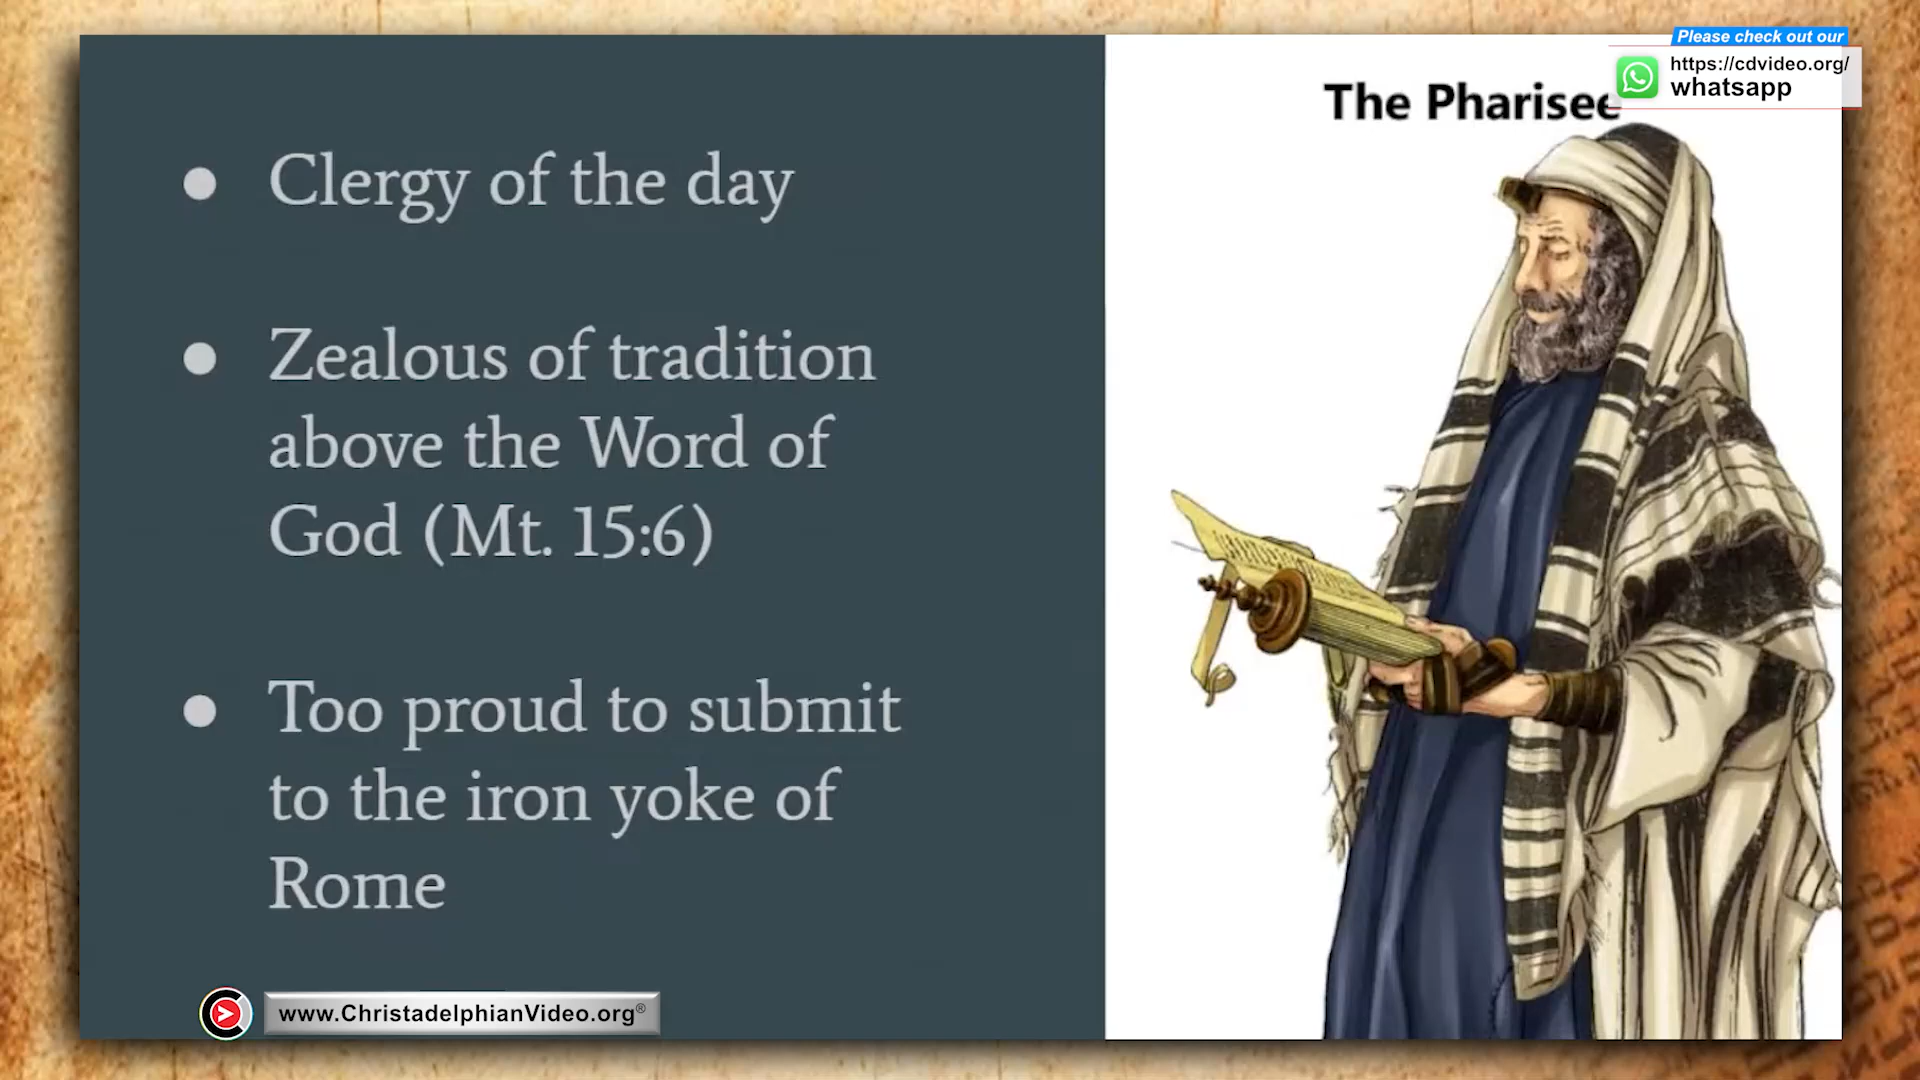 Please check out our
https://cdvideo.org/
whatsapp
The Pharisee
● Clergy of the day
● Zealous of tradition
above the Word of
God (Mt. 15:6)
● Too proud to submit
to the iron yoke of
Rome
www.ChristadelphianVideo.org®